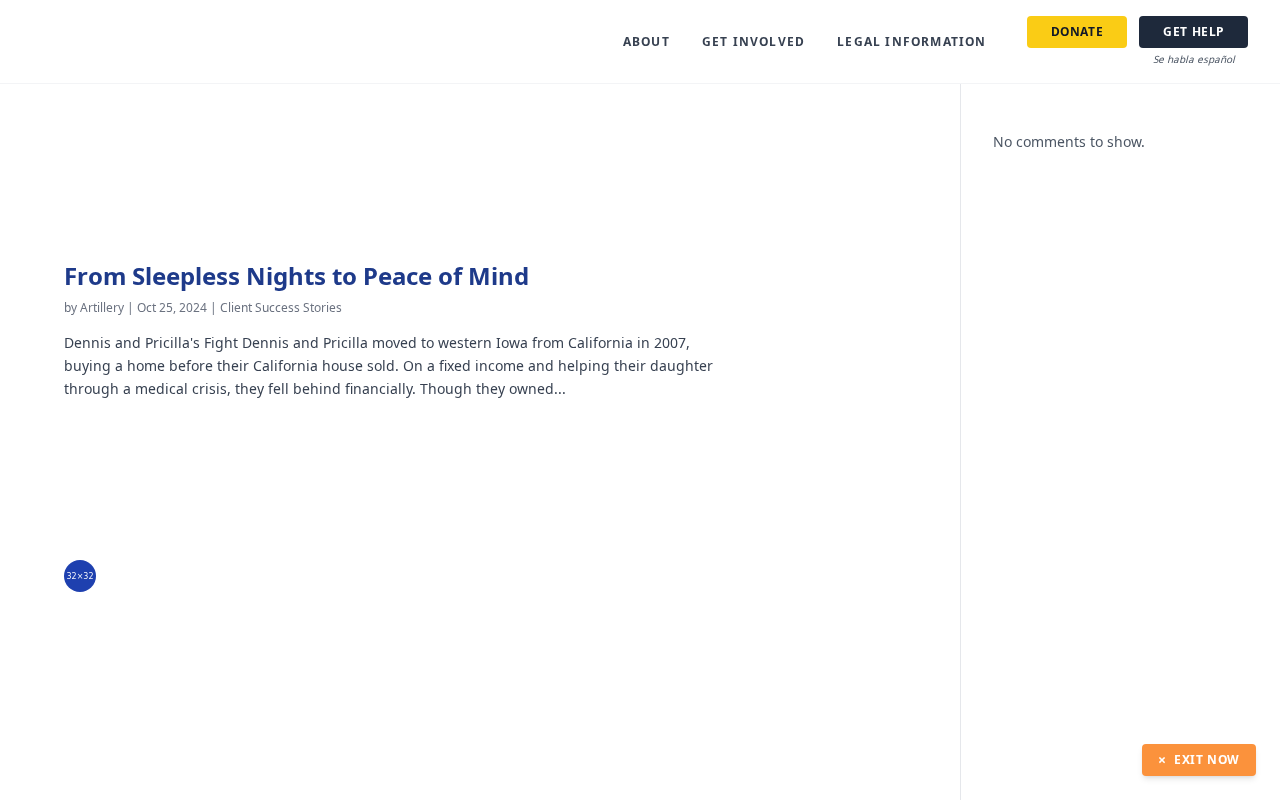 ABOUT
GET INVOLVED
LEGAL INFORMATION
DONATE
GET HELP
Se habla español
No comments to show.
From Sleepless Nights to Peace of Mind
by Artillery | Oct 25, 2024 | Client Success Stories
Dennis and Pricilla's Fight Dennis and Pricilla moved to western Iowa from California in 2007,
buying a home before their California house sold. On a fixed income and helping their daughter
through a medical crisis, they fell behind financially. Though they owned...
32×32
× EXIT NOW